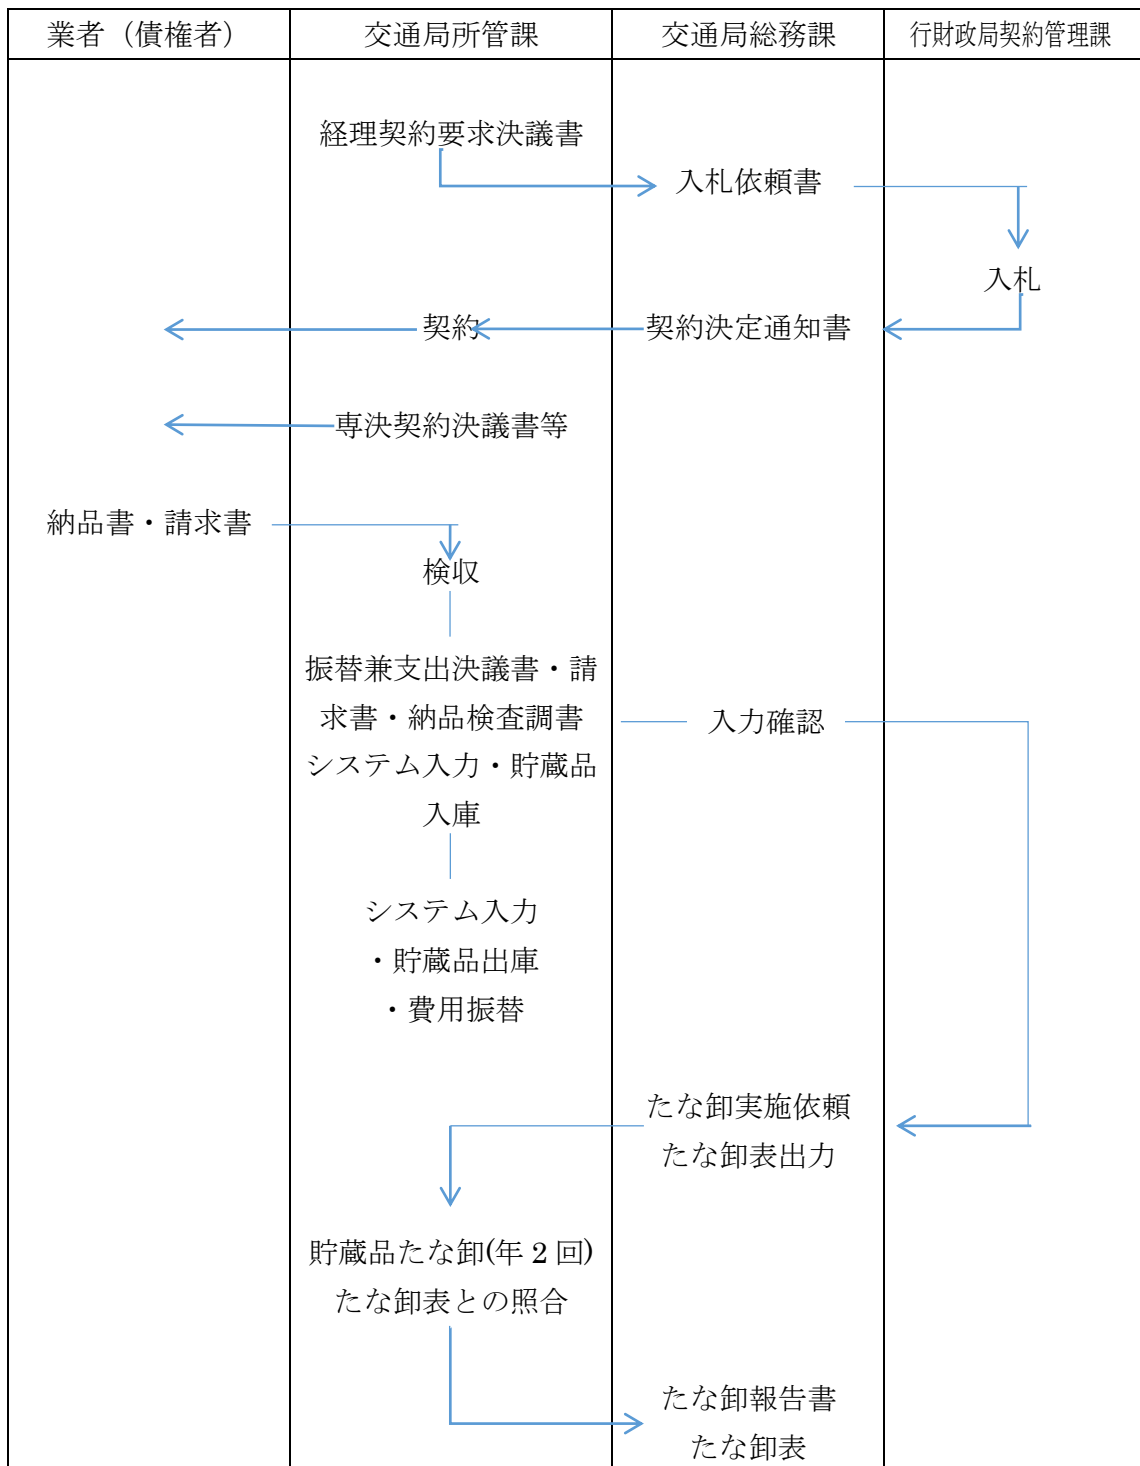 業者（債権者）
交通局所管課
交通局総務課
行財政局契約管理課
経理契約要求決議書
入札依頼書
入札
契約
契約決定通知書
専決契約決議書等
納品書・請求書
検収
振替兼支出決議書・請
求書・納品検査調書
システム入力・貯蔵品
入庫
入力確認
システム入力
・貯蔵品出庫
・費用振替
たな卸実施依頼
たな卸表出力
貯蔵品たな卸(年 2 回)
たな卸表との照合
たな卸報告書
たな卸表